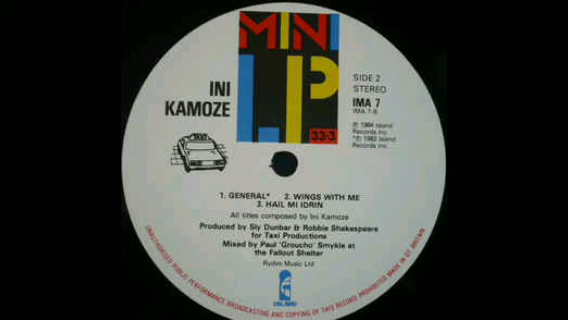 MINI
LP
33⅓
INI
KAMOZE
SIDE 2
STEREO
IMA 7
IMA 7 B
℗ 1984 Island
Records Inc
*℗ 1983 Island
Records Inc
1. GENERAL* 2. WINGS WITH ME
3. HAIL MI IDRIN
All titles composed by Ini Kamoze
Produced by Sly Dunbar & Robbie Shakespeare
for Taxi Productions
Mixed by Paul 'Groucho' Smykle at
the Fallout Shelter
Rydim Music Ltd
ISLAND
UNAUTHORISED PUBLIC PERFORMANCE BROADCASTING AND COPYING OF THIS RECORD PROHIBITED MADE IN GT. BRITAIN